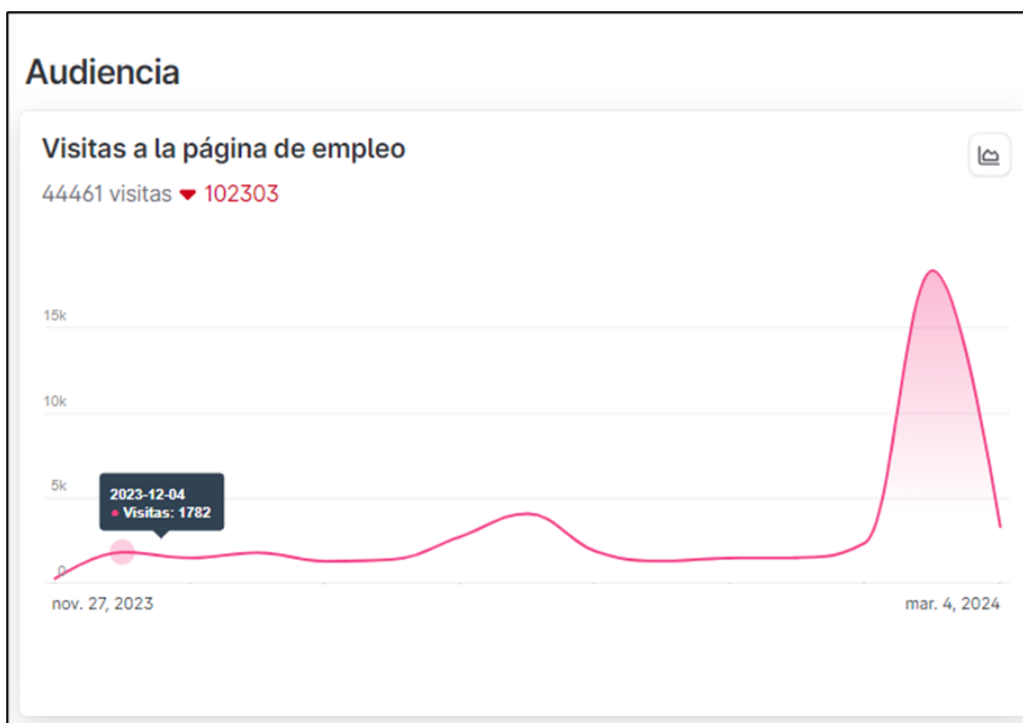 Audiencia
Visitas a la página de empleo
44461 visitas ▼ 102303
15k
10k
5k
2023-12-04
• Visitas: 1782
0
nov. 27, 2023
mar. 4, 2024